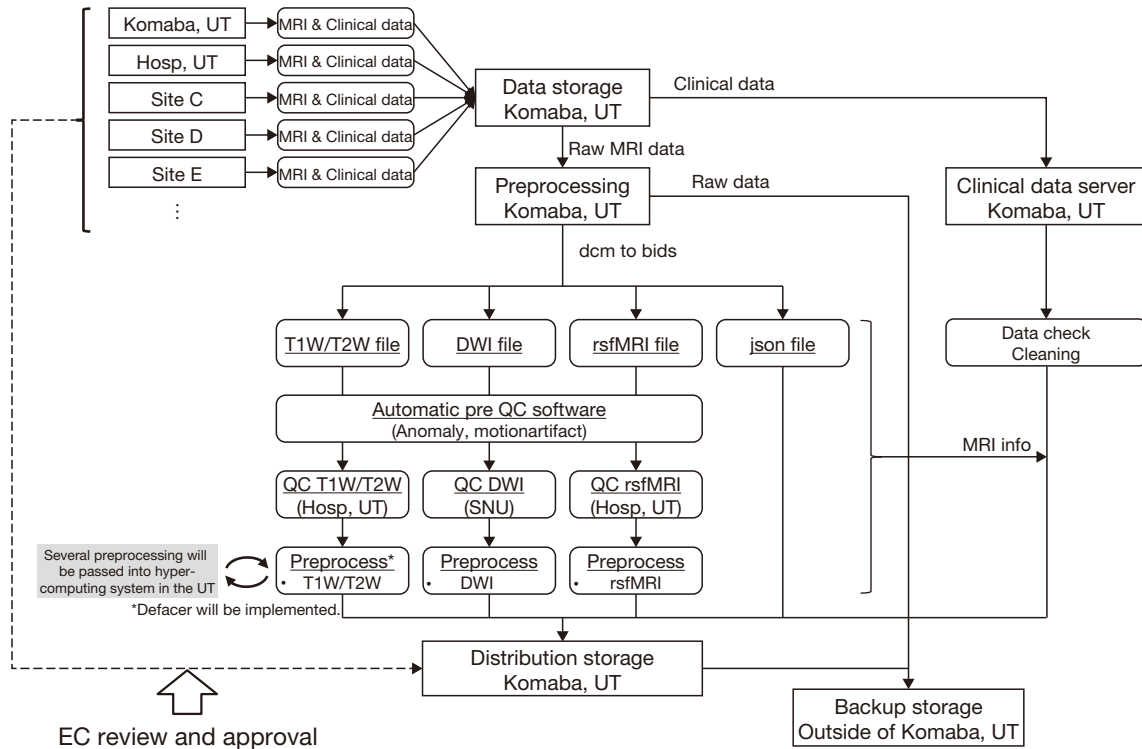 Komaba, UT
MRI & Clinical data
Hosp, UT
MRI & Clinical data
Site C
MRI & Clinical data
Site D
MRI & Clinical data
Site E
MRI & Clinical data
⋮
Data storage
Komaba, UT
Clinical data
Raw MRI data
Preprocessing
Komaba, UT
Raw data
Clinical data server
Komaba, UT
dcm to bids
T1W/T2W file
DWI file
rsfMRI file
json file
Data check
Cleaning
Automatic pre QC software
(Anomaly, motionartifact)
MRI info
QC T1W/T2W
(Hosp, UT)
QC DWI
(SNU)
QC rsfMRI
(Hosp, UT)
Several preprocessing will
be passed into hyper-
computing system in the UT
Preprocess*
• T1W/T2W
Preprocess
• DWI
Preprocess
• rsfMRI
*Defacer will be implemented.
Distribution storage
Komaba, UT
Backup storage
Outside of Komaba, UT
EC review and approval